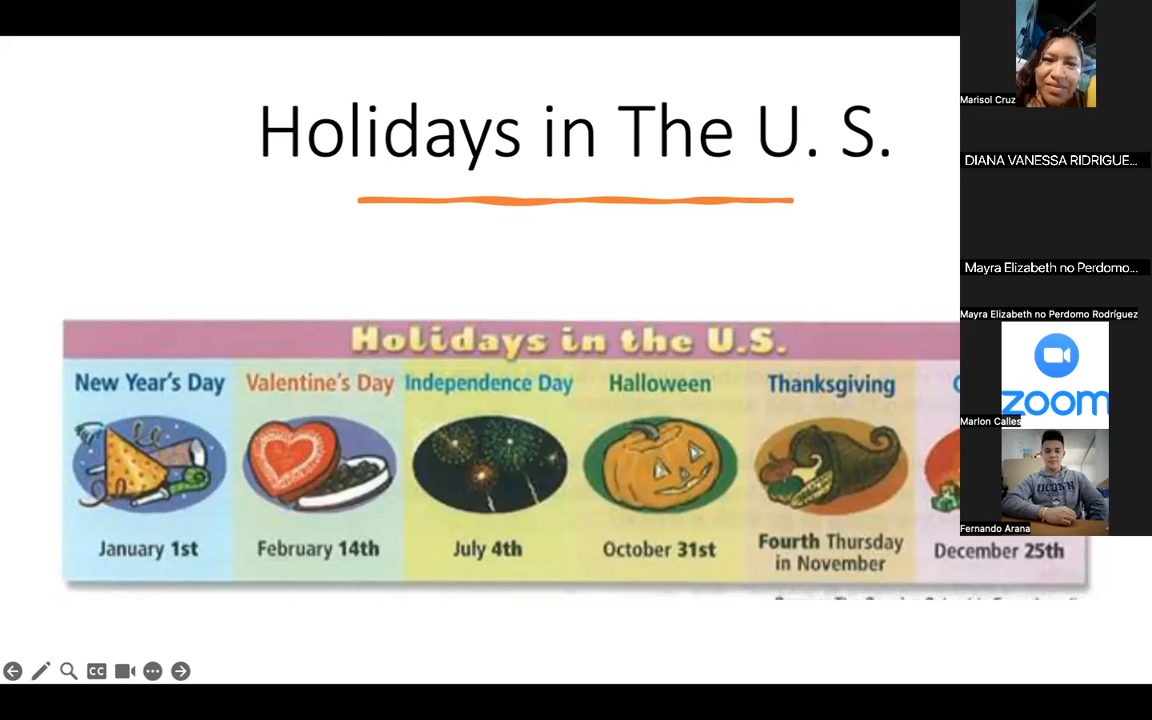 Holidays in The U. S.
Holidays in the U.S.
New Year's Day
January 1st
Valentine's Day
February 14th
Independence Day
July 4th
Halloween
October 31st
Thanksgiving
Fourth Thursday
in November
December 25th
Marisol Cruz
DIANA VANESSA RIDRIGUE...
Mayra Elizabeth no Perdomo...
Mayra Elizabeth no Perdomo Rodríguez
zoom
Marlon Calles
UCONN
Fernando Arana
CC